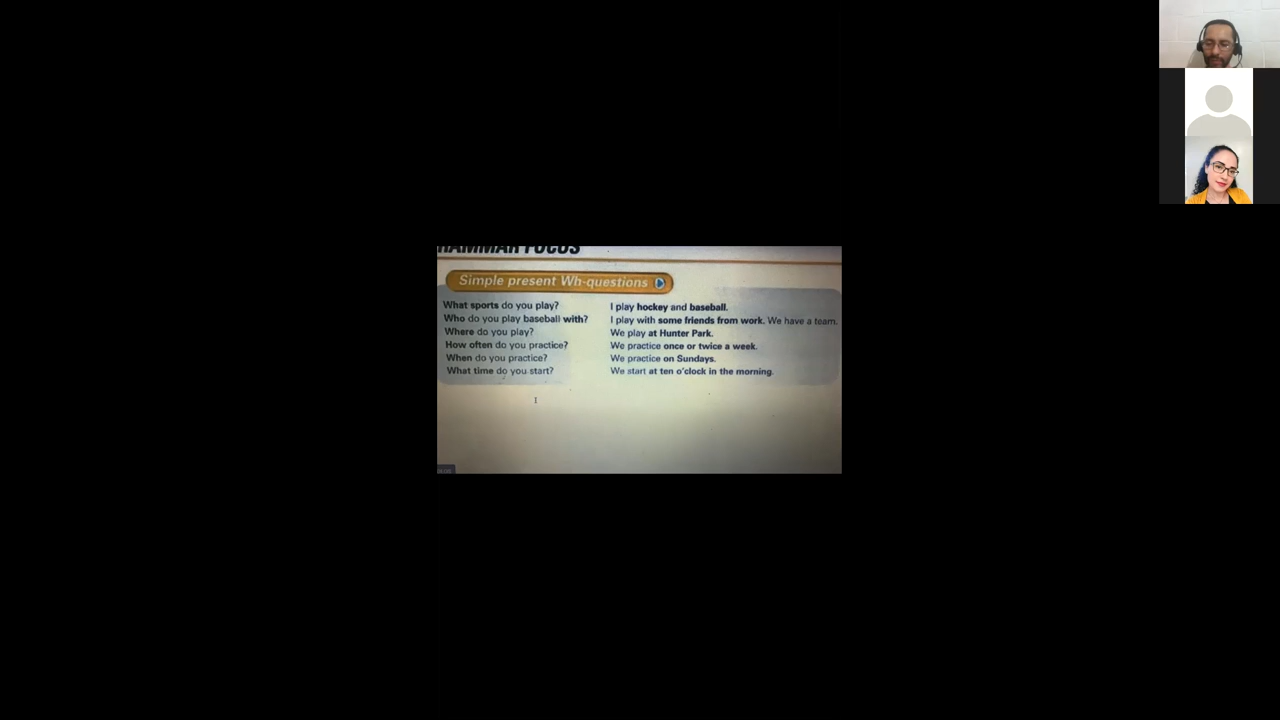 GRAMMAR FOCUS
Simple present Wh-questions
What sports do you play? I play hockey and baseball.
Who do you play baseball with? I play with some friends from work. We have a team.
Where do you play? We play at Hunter Park.
How often do you practice? We practice once or twice a week.
When do you practice? We practice on Sundays.
What time do you start? We start at ten o'clock in the morning.